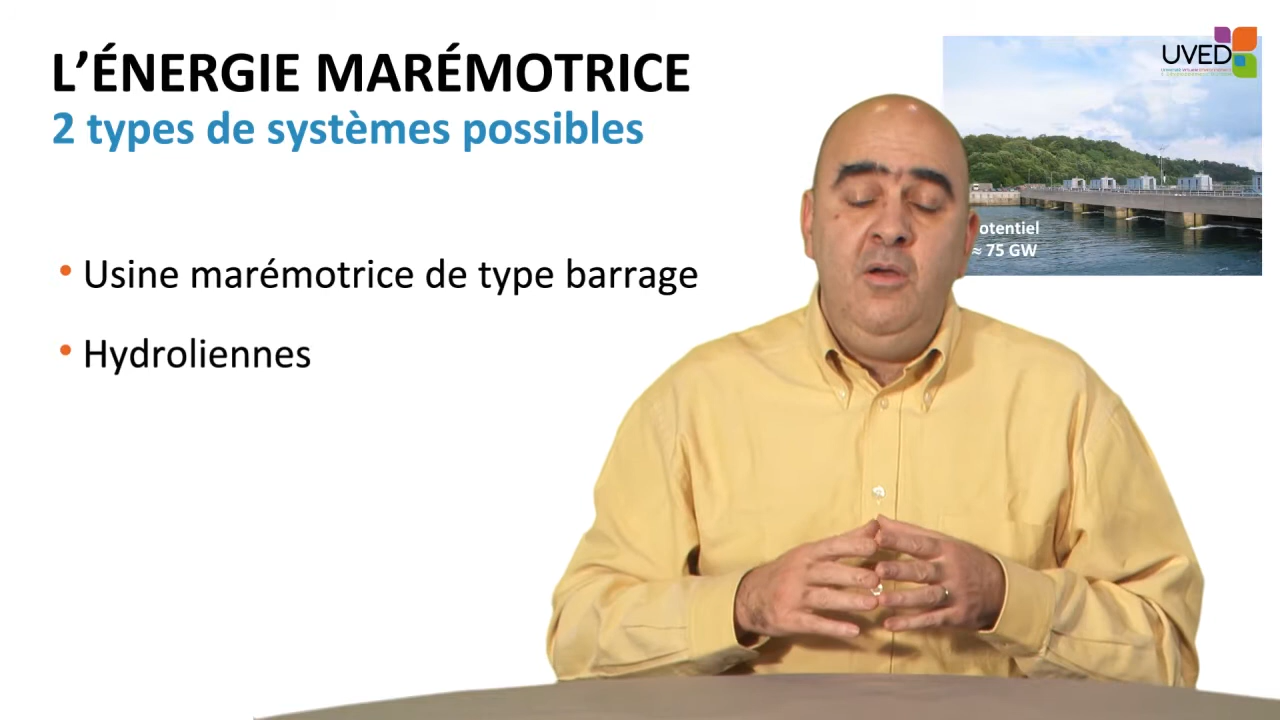 L’ÉNERGIE MARÉMOTRICE
2 types de systèmes possibles
• Usine marémotrice de type barrage
• Hydroliennes
UVED
otentiel
≈ 75 GW